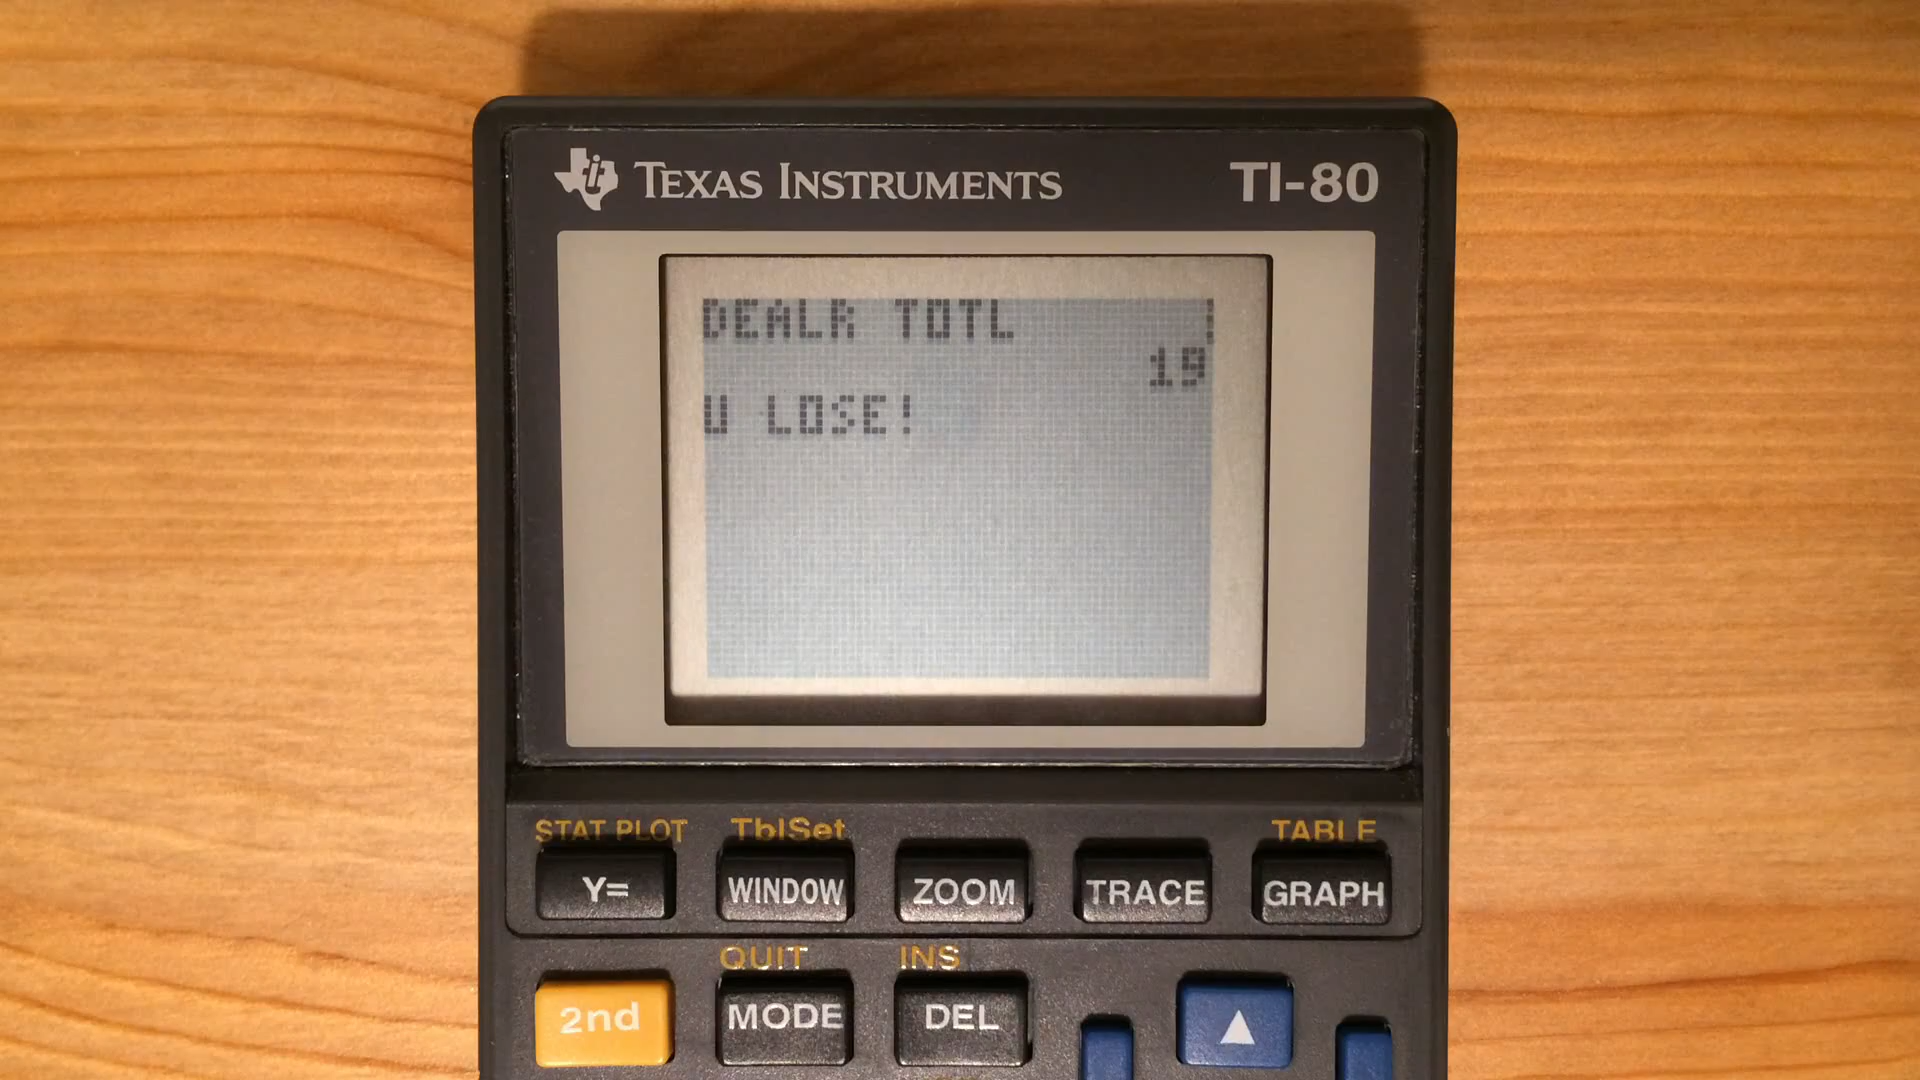 TEXAS INSTRUMENTS TI-80
DEALR TOTL
19
U LOSE!
STAT PLOT TblSet TABLE
Y= WINDOW ZOOM TRACE GRAPH
QUIT INS
2nd MODE DEL